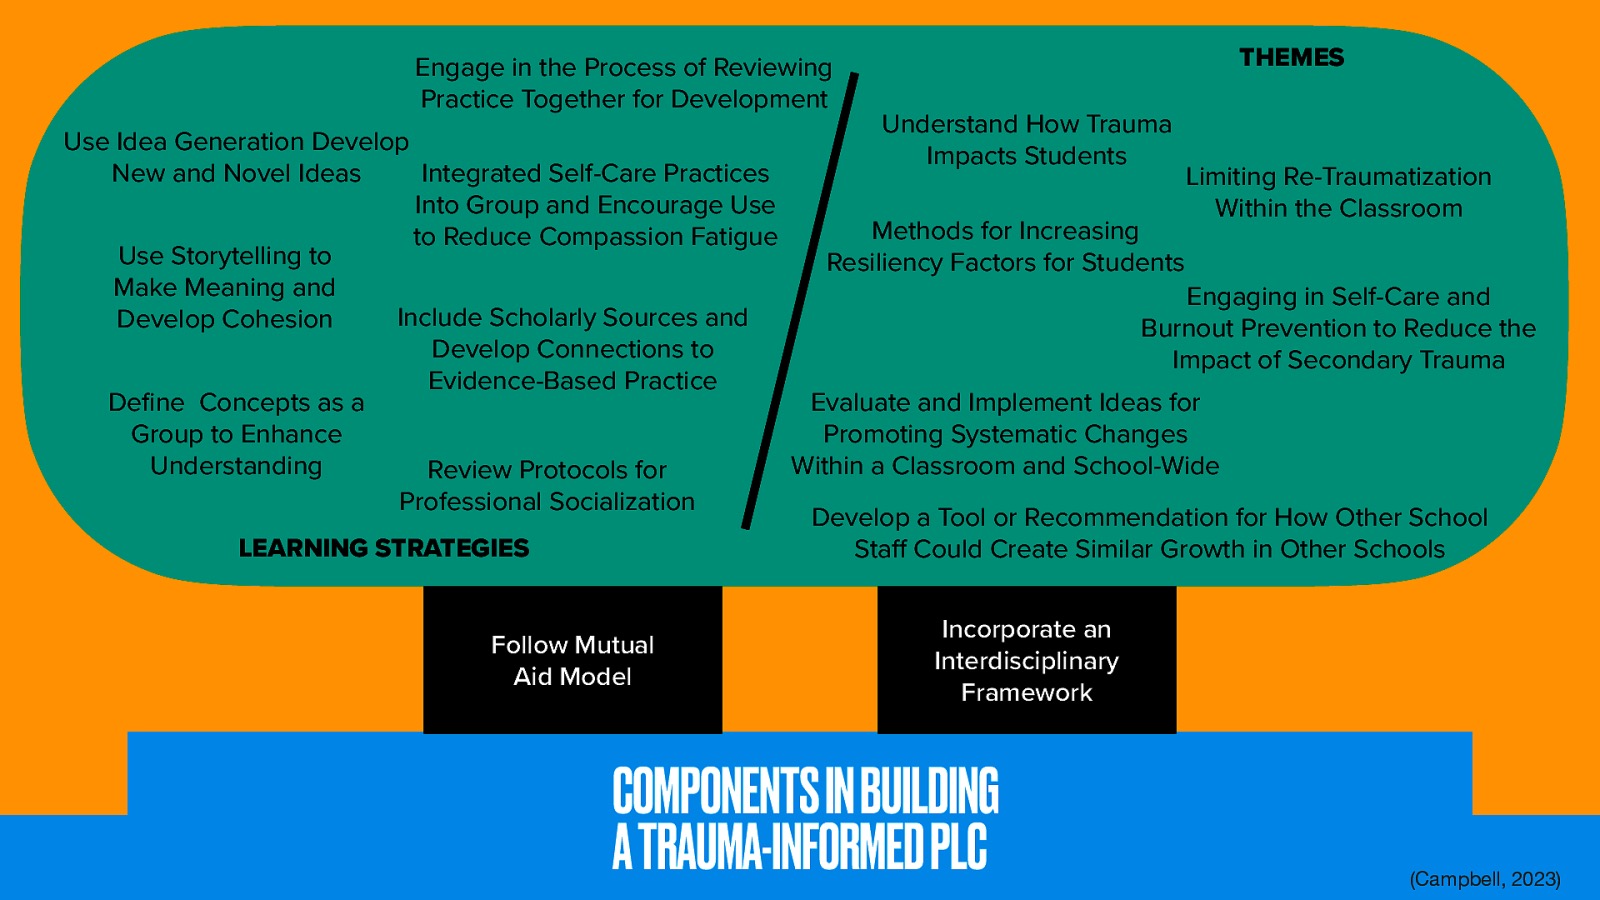 Engage in the Process of Reviewing
Practice Together for Development
Use Idea Generation Develop
New and Novel Ideas
Integrated Self-Care Practices
Into Group and Encourage Use
to Reduce Compassion Fatigue
Use Storytelling to
Make Meaning and
Develop Cohesion
Include Scholarly Sources and
Develop Connections to
Evidence-Based Practice
Define  Concepts as a
Group to Enhance
Understanding
Review Protocols for
Professional Socialization
LEARNING STRATEGIES
THEMES
Understand How Trauma
Impacts Students
Limiting Re-Traumatization
Within the Classroom
Methods for Increasing
Resiliency Factors for Students
Engaging in Self-Care and
Burnout Prevention to Reduce the
Impact of Secondary Trauma
Evaluate and Implement Ideas for
Promoting Systematic Changes
Within a Classroom and School-Wide
Develop a Tool or Recommendation for How Other School
Staff Could Create Similar Growth in Other Schools
Follow Mutual
Aid Model
Incorporate an
Interdisciplinary
Framework
COMPONENTS IN BUILDING
A TRAUMA-INFORMED PLC
(Campbell, 2023)